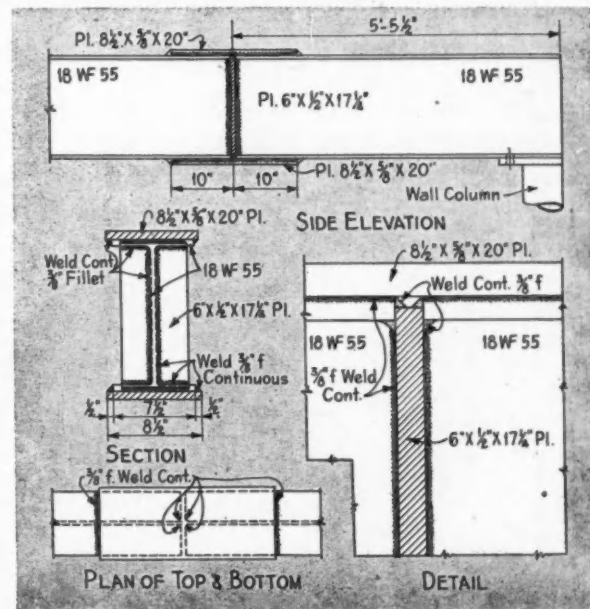 5'-5½"
Pl. 8½" X ⅝" X 20"
18 WF 55
18 WF 55
Pl. 6" X ½" X 17¼"
Pl. 8½" X ⅝" X 20"
10"
10"
Wall Column
SIDE ELEVATION
8½" X ⅝" X 20" Pl.
Weld Cont.
⅜" Fillet
18 WF 55
6" X ½" X 17¼" Pl.
Weld ⅜" f
Continuous
½"
7½"
½"
8½"
SECTION
8½" X ⅝" X 20" Pl.
Weld Cont. ⅜" f
18 WF 55
18 WF 55
⅜" f Weld
Cont.
6" X ½" X 17¼" Pl.
DETAIL
⅜" f. Weld Cont.
PLAN OF TOP & BOTTOM